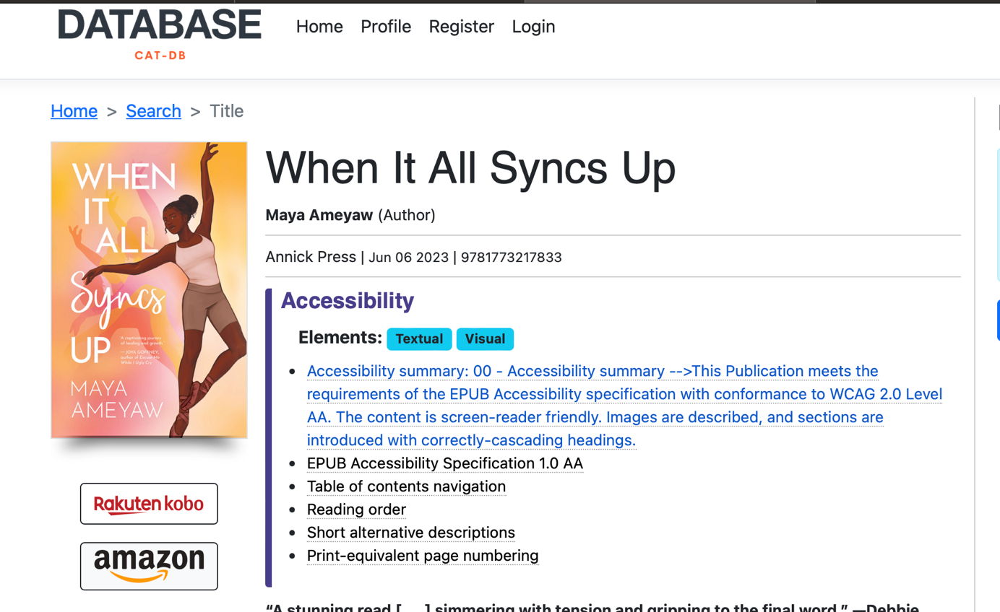 DATABASE
CAT-DB
Home Profile Register Login
Home > Search > Title
WHEN
IT
ALL
Syncs
UP
A captivating journey
of healing and growth.
—JOYA GOFFNEY,
author of Excuse Me
While I Ugly Cry
MAYA
AMEYAW
Rakuten kobo
amazon
When It All Syncs Up
Maya Ameyaw (Author)
Annick Press | Jun 06 2023 | 9781773217833
Accessibility
Elements: Textual Visual
• Accessibility summary: 00 - Accessibility summary -->This Publication meets the
requirements of the EPUB Accessibility specification with conformance to WCAG 2.0 Level
AA. The content is screen-reader friendly. Images are described, and sections are
introduced with correctly-cascading headings.
• EPUB Accessibility Specification 1.0 AA
• Table of contents navigation
• Reading order
• Short alternative descriptions
• Print-equivalent page numbering
“A stunning read [ . . . ] simmering with tension and gripping to the final word.” —Debbie